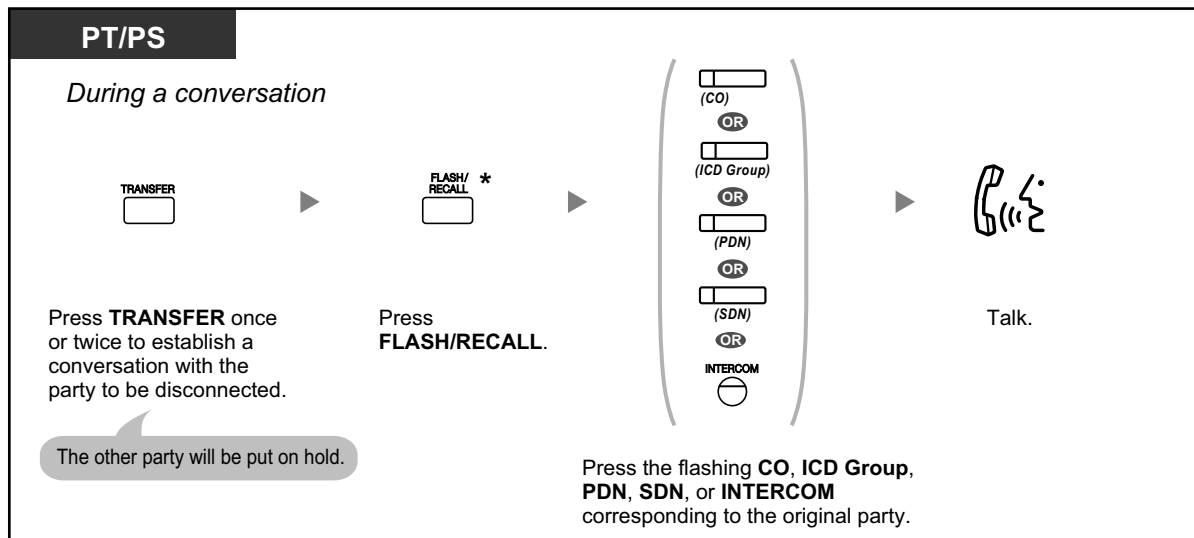 PT/PS
During a conversation
TRANSFER
FLASH/ *
RECALL
(CO)
OR
(ICD Group)
OR
(PDN)
OR
(SDN)
OR
INTERCOM
Press TRANSFER once
or twice to establish a
conversation with the
party to be disconnected.
The other party will be put on hold.
Press
FLASH/RECALL.
Press the flashing CO, ICD Group,
PDN, SDN, or INTERCOM
corresponding to the original party.
Talk.